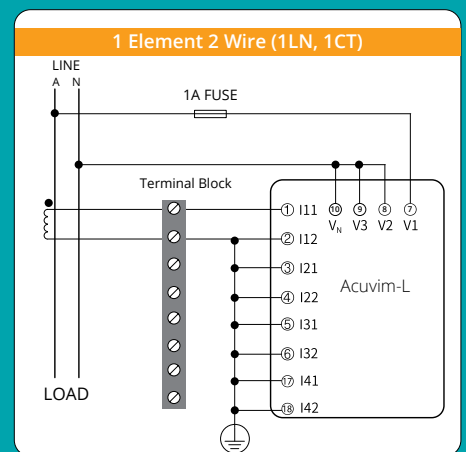 1 Element 2 Wire (1LN, 1CT)
LINE
A N
1A FUSE
Terminal Block
① I11
② I12
③ I21
④ I22
⑤ I31
⑥ I32
⑰ I41
⑱ I42
⑩ ⑨ ⑧ ⑦
VN V3 V2 V1
Acuvim-L
LOAD